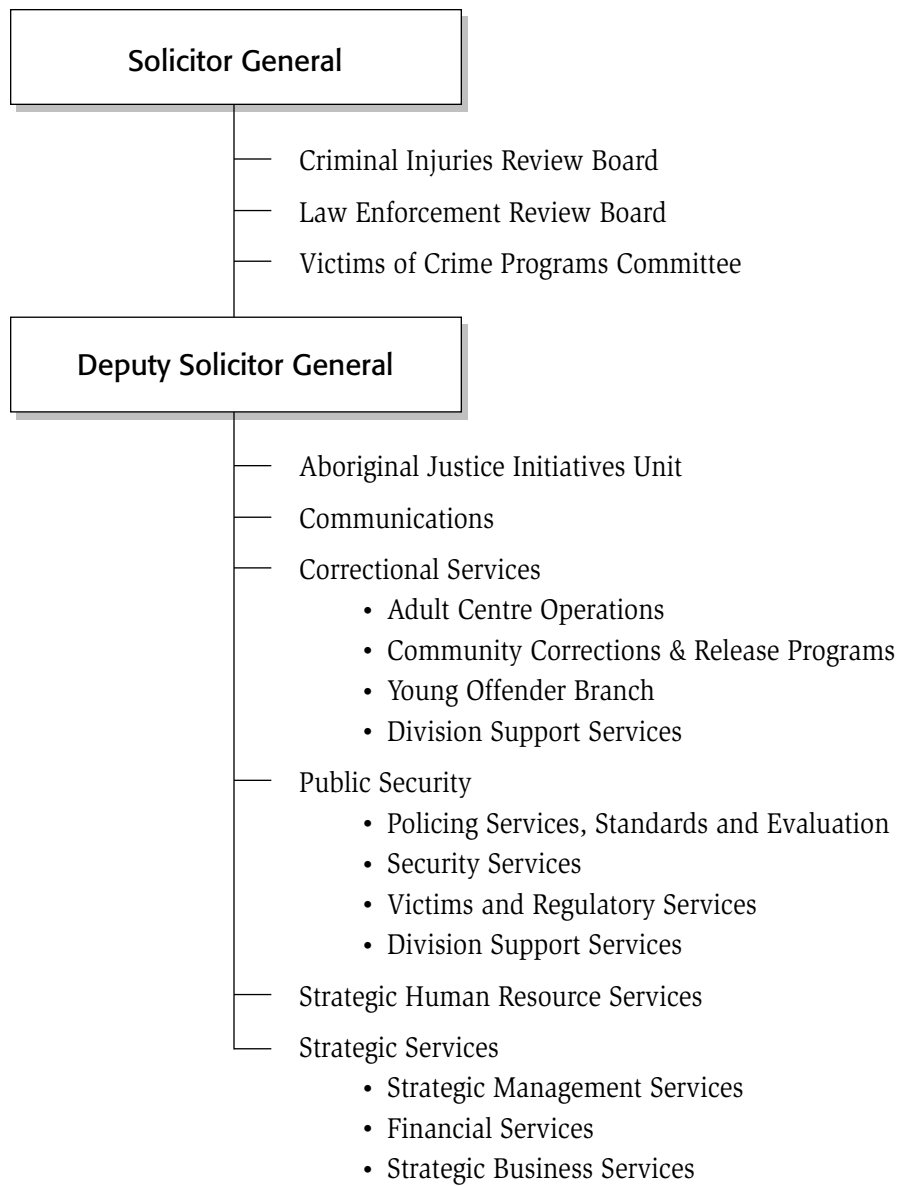 Solicitor General
Criminal Injuries Review Board
Law Enforcement Review Board
Victims of Crime Programs Committee
Deputy Solicitor General
Aboriginal Justice Initiatives Unit
Communications
Correctional Services
• Adult Centre Operations
• Community Corrections & Release Programs
• Young Offender Branch
• Division Support Services
Public Security
• Policing Services, Standards and Evaluation
• Security Services
• Victims and Regulatory Services
• Division Support Services
Strategic Human Resource Services
Strategic Services
• Strategic Management Services
• Financial Services
• Strategic Business Services